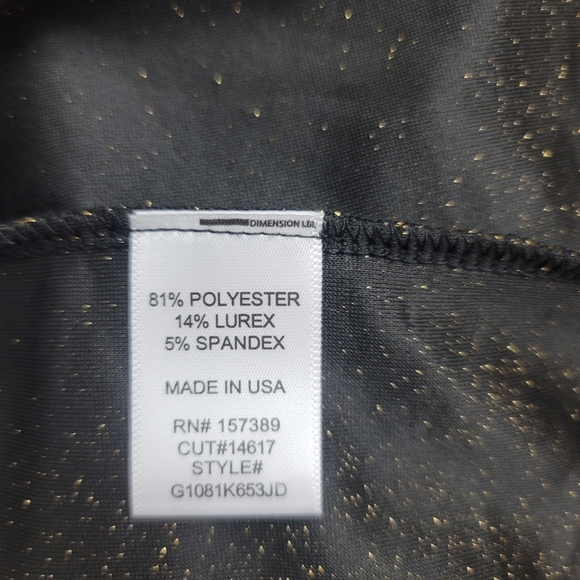 DIMENSION LBL
81% POLYESTER
14% LUREX
5% SPANDEX
MADE IN USA
RN# 157389
CUT#14617
STYLE#
G1081K653JD